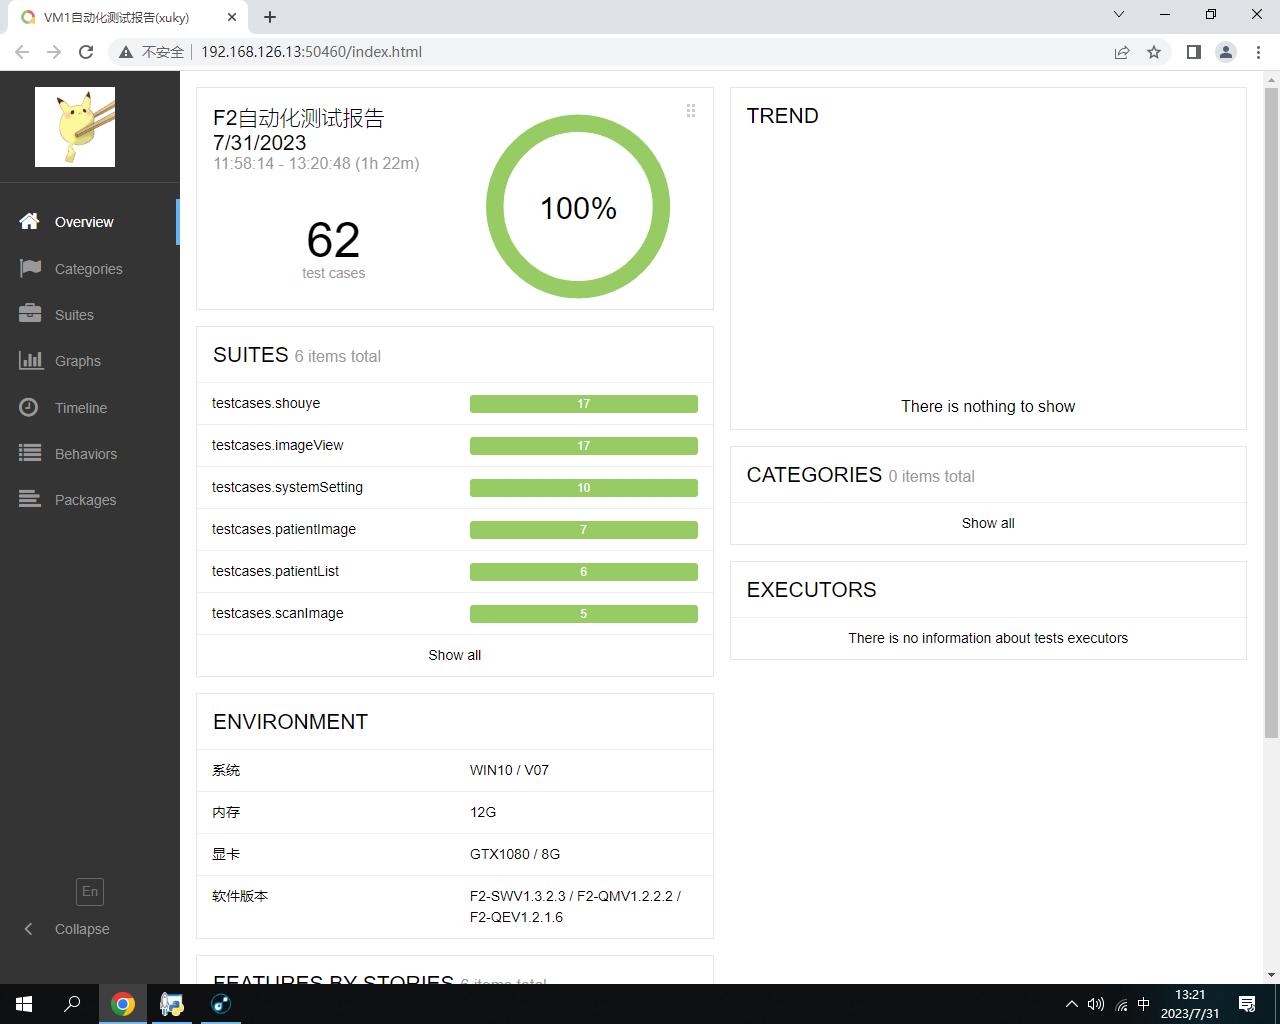 VM1自动化测试报告(xuky)
不安全
192.168.126.13:50460/index.html
Overview
Categories
Suites
Graphs
Timeline
Behaviors
Packages
En
Collapse
F2自动化测试报告
7/31/2023
11:58:14 - 13:20:48 (1h 22m)
62
test cases
100%
SUITES 6 items total
testcases.shouye 17
testcases.imageView 17
testcases.systemSetting 10
testcases.patientImage 7
testcases.patientList 6
testcases.scanImage 5
Show all
ENVIRONMENT
系统 WIN10 / V07
内存 12G
显卡 GTX1080 / 8G
软件版本 F2-SWV1.3.2.3 / F2-QMV1.2.2.2 /
F2-QEV1.2.1.6
FEATURES BY STORIES 6 items total
TREND
There is nothing to show
CATEGORIES 0 items total
Show all
EXECUTORS
There is no information about tests executors
中
13:21
2023/7/31